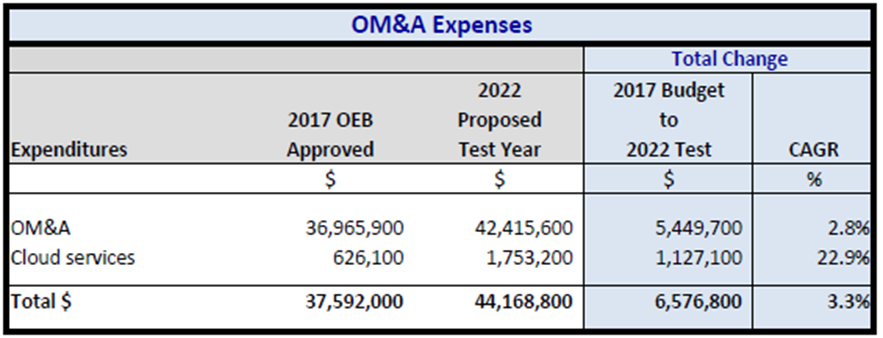 OM&A Expenses
Total Change
2022 2017 Budget
2017 OEB Proposed to
Expenditures Approved Test Year 2022 Test CAGR
$ $ $ %
OM&A 36,965,900 42,415,600 5,449,700 2.8%
Cloud services 626,100 1,753,200 1,127,100 22.9%
Total $ 37,592,000 44,168,800 6,576,800 3.3%